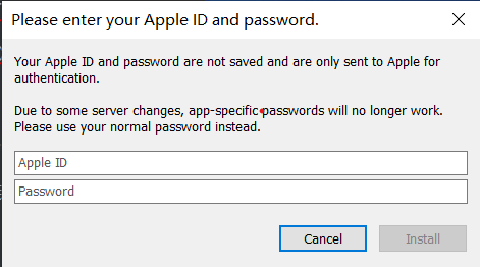 Please enter your Apple ID and password.
Your Apple ID and password are not saved and are only sent to Apple for
authentication.
Due to some server changes, app-specific passwords will no longer work.
Please use your normal password instead.
Apple ID
Password
Cancel
Install